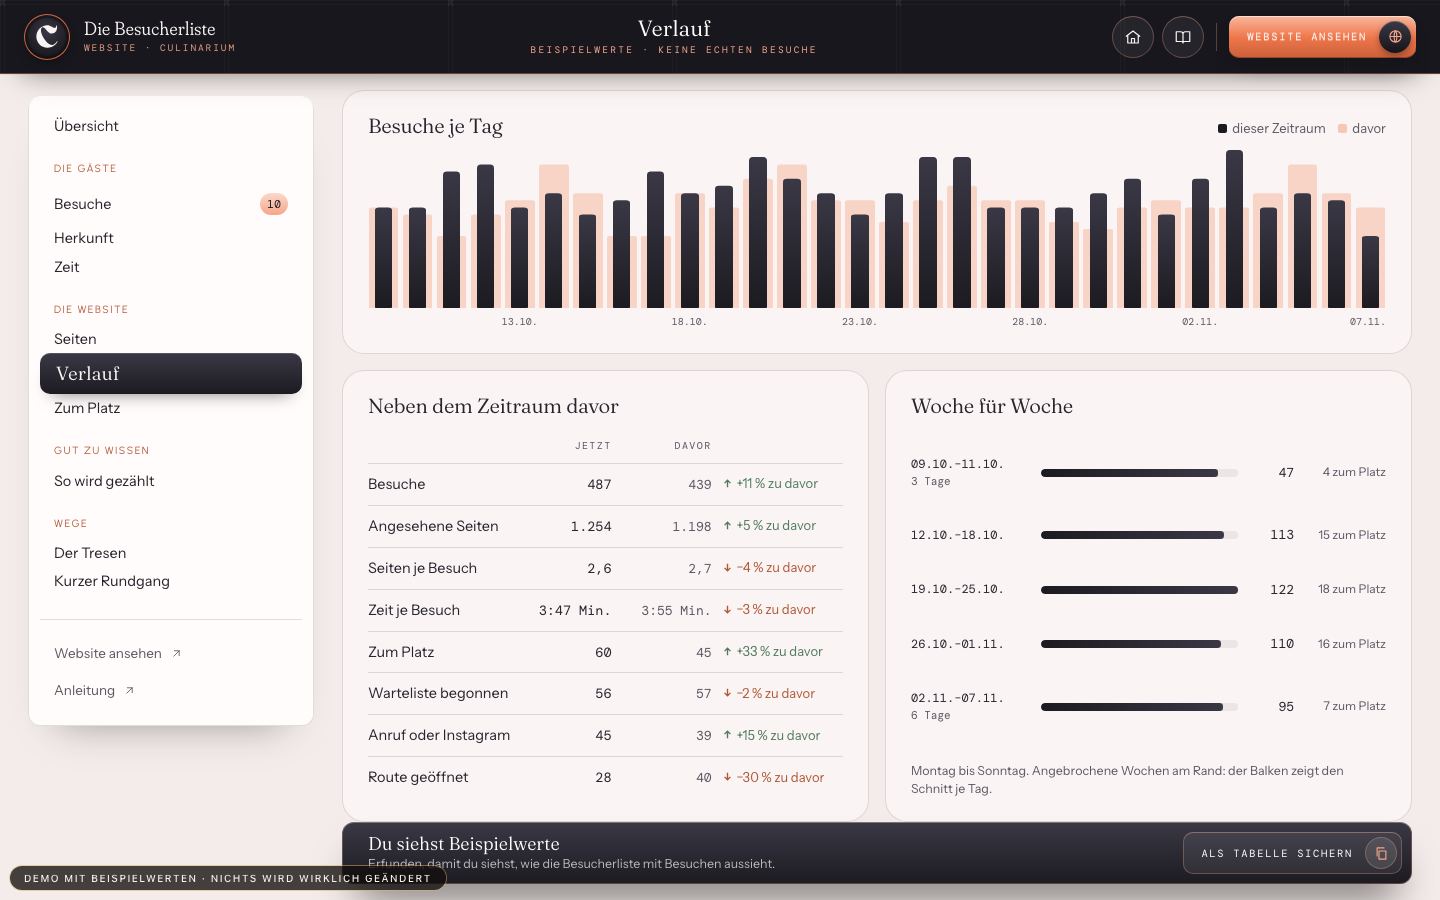 Die Besucherliste
WEBSITE · CULINARIUM
Verlauf
BEISPIELWERTE · KEINE ECHTEN BESUCHE
WEBSITE ANSEHEN
Übersicht
DIE GÄSTE
Besuche 10
Herkunft
Zeit
DIE WEBSITE
Seiten
Verlauf
Zum Platz
GUT ZU WISSEN
So wird gezählt
WEGE
Der Tresen
Kurzer Rundgang
Website ansehen ↗
Anleitung ↗
Besuche je Tag
dieser Zeitraum davor
13.10. 18.10. 23.10. 28.10. 02.11. 07.11.
Neben dem Zeitraum davor
JETZT DAVOR
Besuche 487 439 ↑ +11 % zu davor
Angesehene Seiten 1.254 1.198 ↑ +5 % zu davor
Seiten je Besuch 2,6 2,7 ↓ −4 % zu davor
Zeit je Besuch 3:47 Min. 3:55 Min. ↓ −3 % zu davor
Zum Platz 60 45 ↑ +33 % zu davor
Warteliste begonnen 56 57 ↓ −2 % zu davor
Anruf oder Instagram 45 39 ↑ +15 % zu davor
Route geöffnet 28 40 ↓ −30 % zu davor
Woche für Woche
09.10.–11.10. 47 4 zum Platz
3 Tage
12.10.–18.10. 113 15 zum Platz
19.10.–25.10. 122 18 zum Platz
26.10.–01.11. 110 16 zum Platz
02.11.–07.11. 95 7 zum Platz
6 Tage
Montag bis Sonntag. Angebrochene Wochen am Rand: der Balken zeigt den
Schnitt je Tag.
Du siehst Beispielwerte
Erfunden, damit du siehst, wie die Besucherliste mit Besuchen aussieht.
ALS TABELLE SICHERN
DEMO MIT BEISPIELWERTEN · NICHTS WIRD WIRKLICH GEÄNDERT